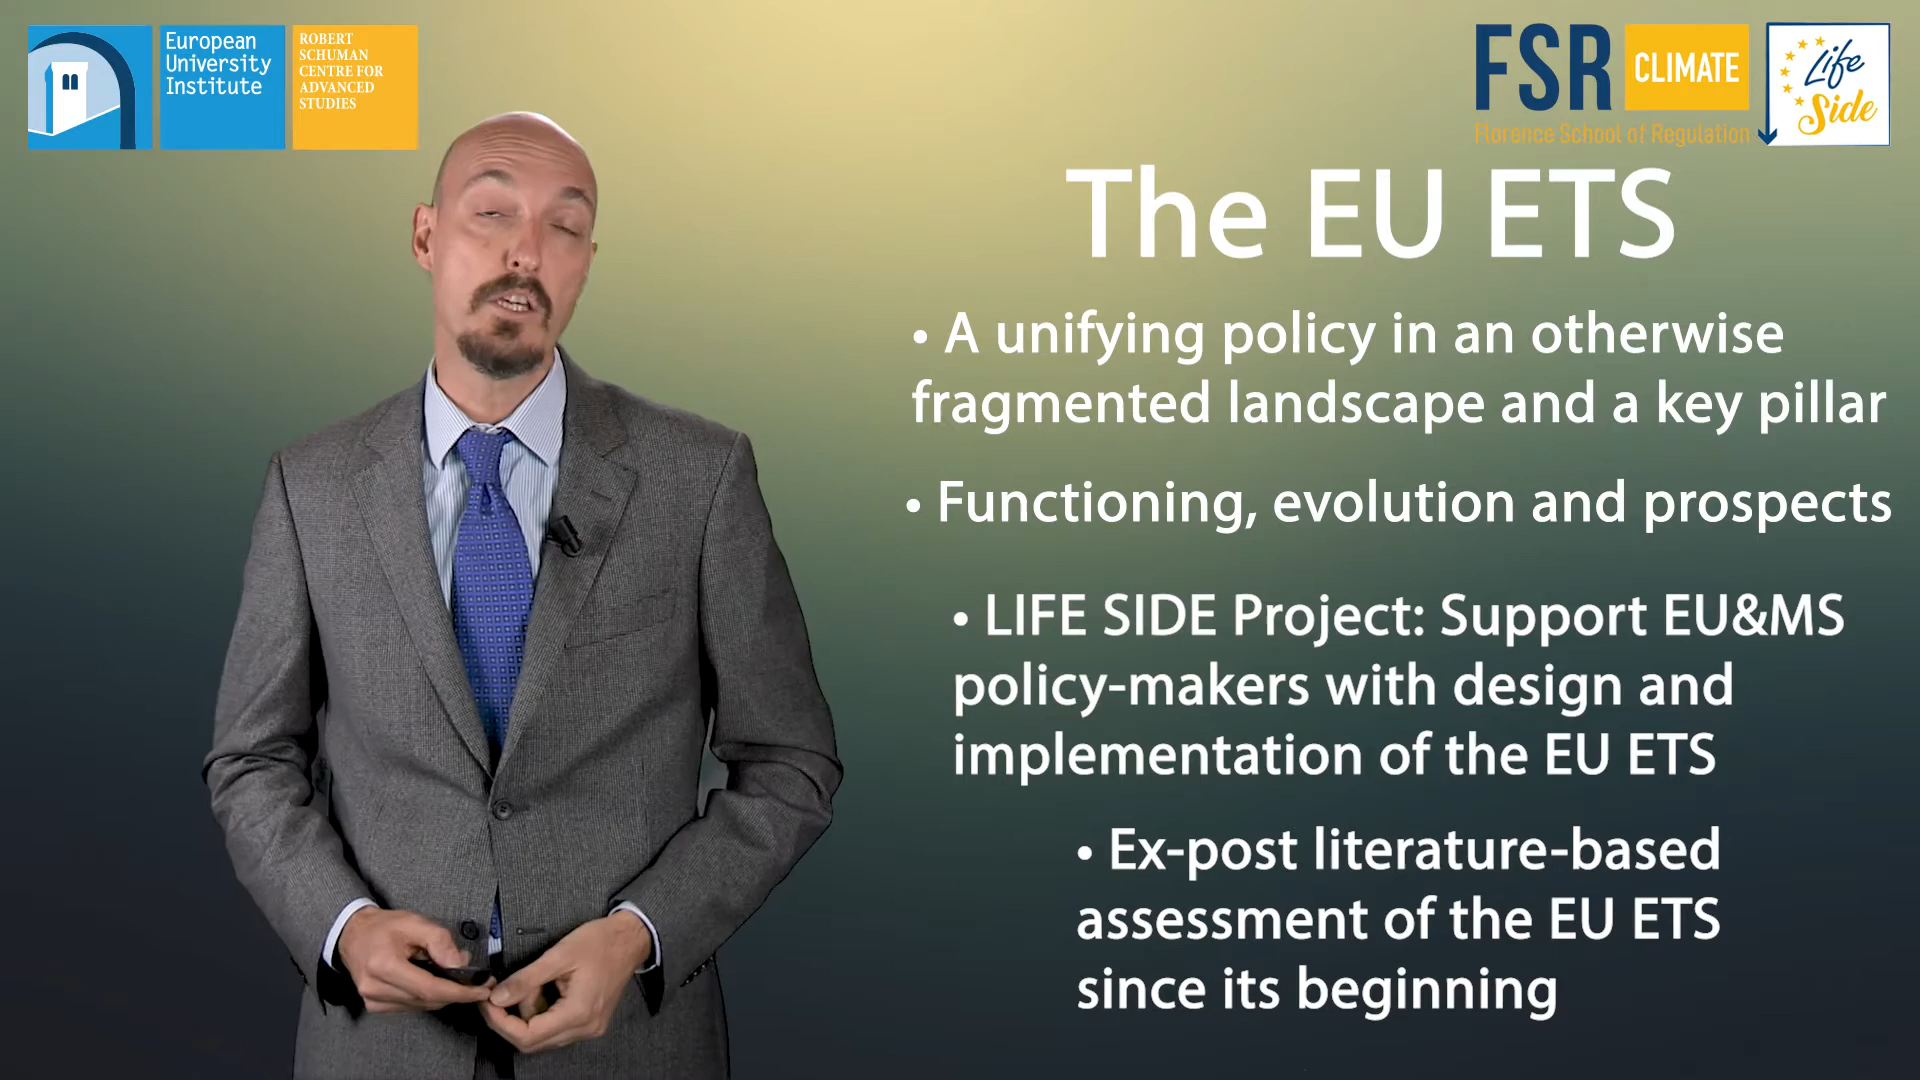 European
University
Institute
ROBERT
SCHUMAN
CENTRE FOR
ADVANCED
STUDIES
FSR CLIMATE
Florence School of Regulation
Life
Side
The EU ETS
• A unifying policy in an otherwise
fragmented landscape and a key pillar
• Functioning, evolution and prospects
• LIFE SIDE Project: Support EU&MS
policy-makers with design and
implementation of the EU ETS
• Ex-post literature-based
assessment of the EU ETS
since its beginning